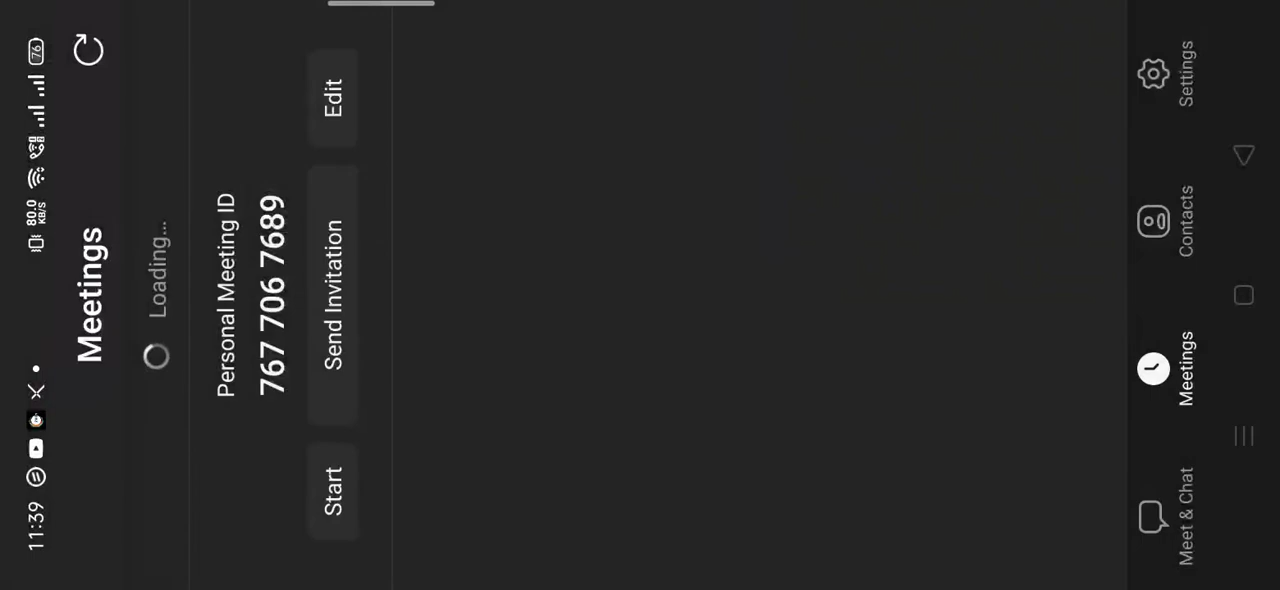 11:39
80.0
KB/S
76
Meetings
Loading...
Personal Meeting ID
767 706 7689
Start
Send Invitation
Edit
Meet & Chat
Meetings
Contacts
Settings